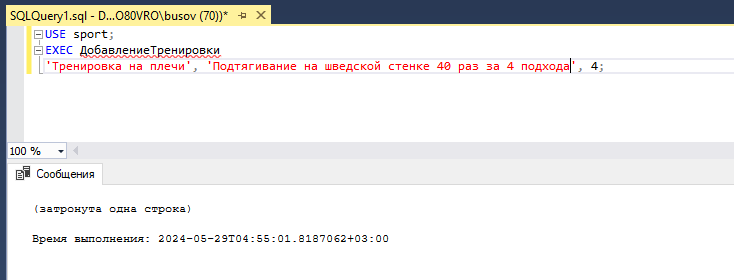 SQLQuery1.sql - D...O80VRO\busov (70))*
USE sport;
EXEC ДобавлениеТренировки
'Тренировка на плечи', 'Подтягивание на шведской стенке 40 раз за 4 подхода', 4;
100 %
Сообщения
(затронута одна строка)
Время выполнения: 2024-05-29T04:55:01.8187062+03:00